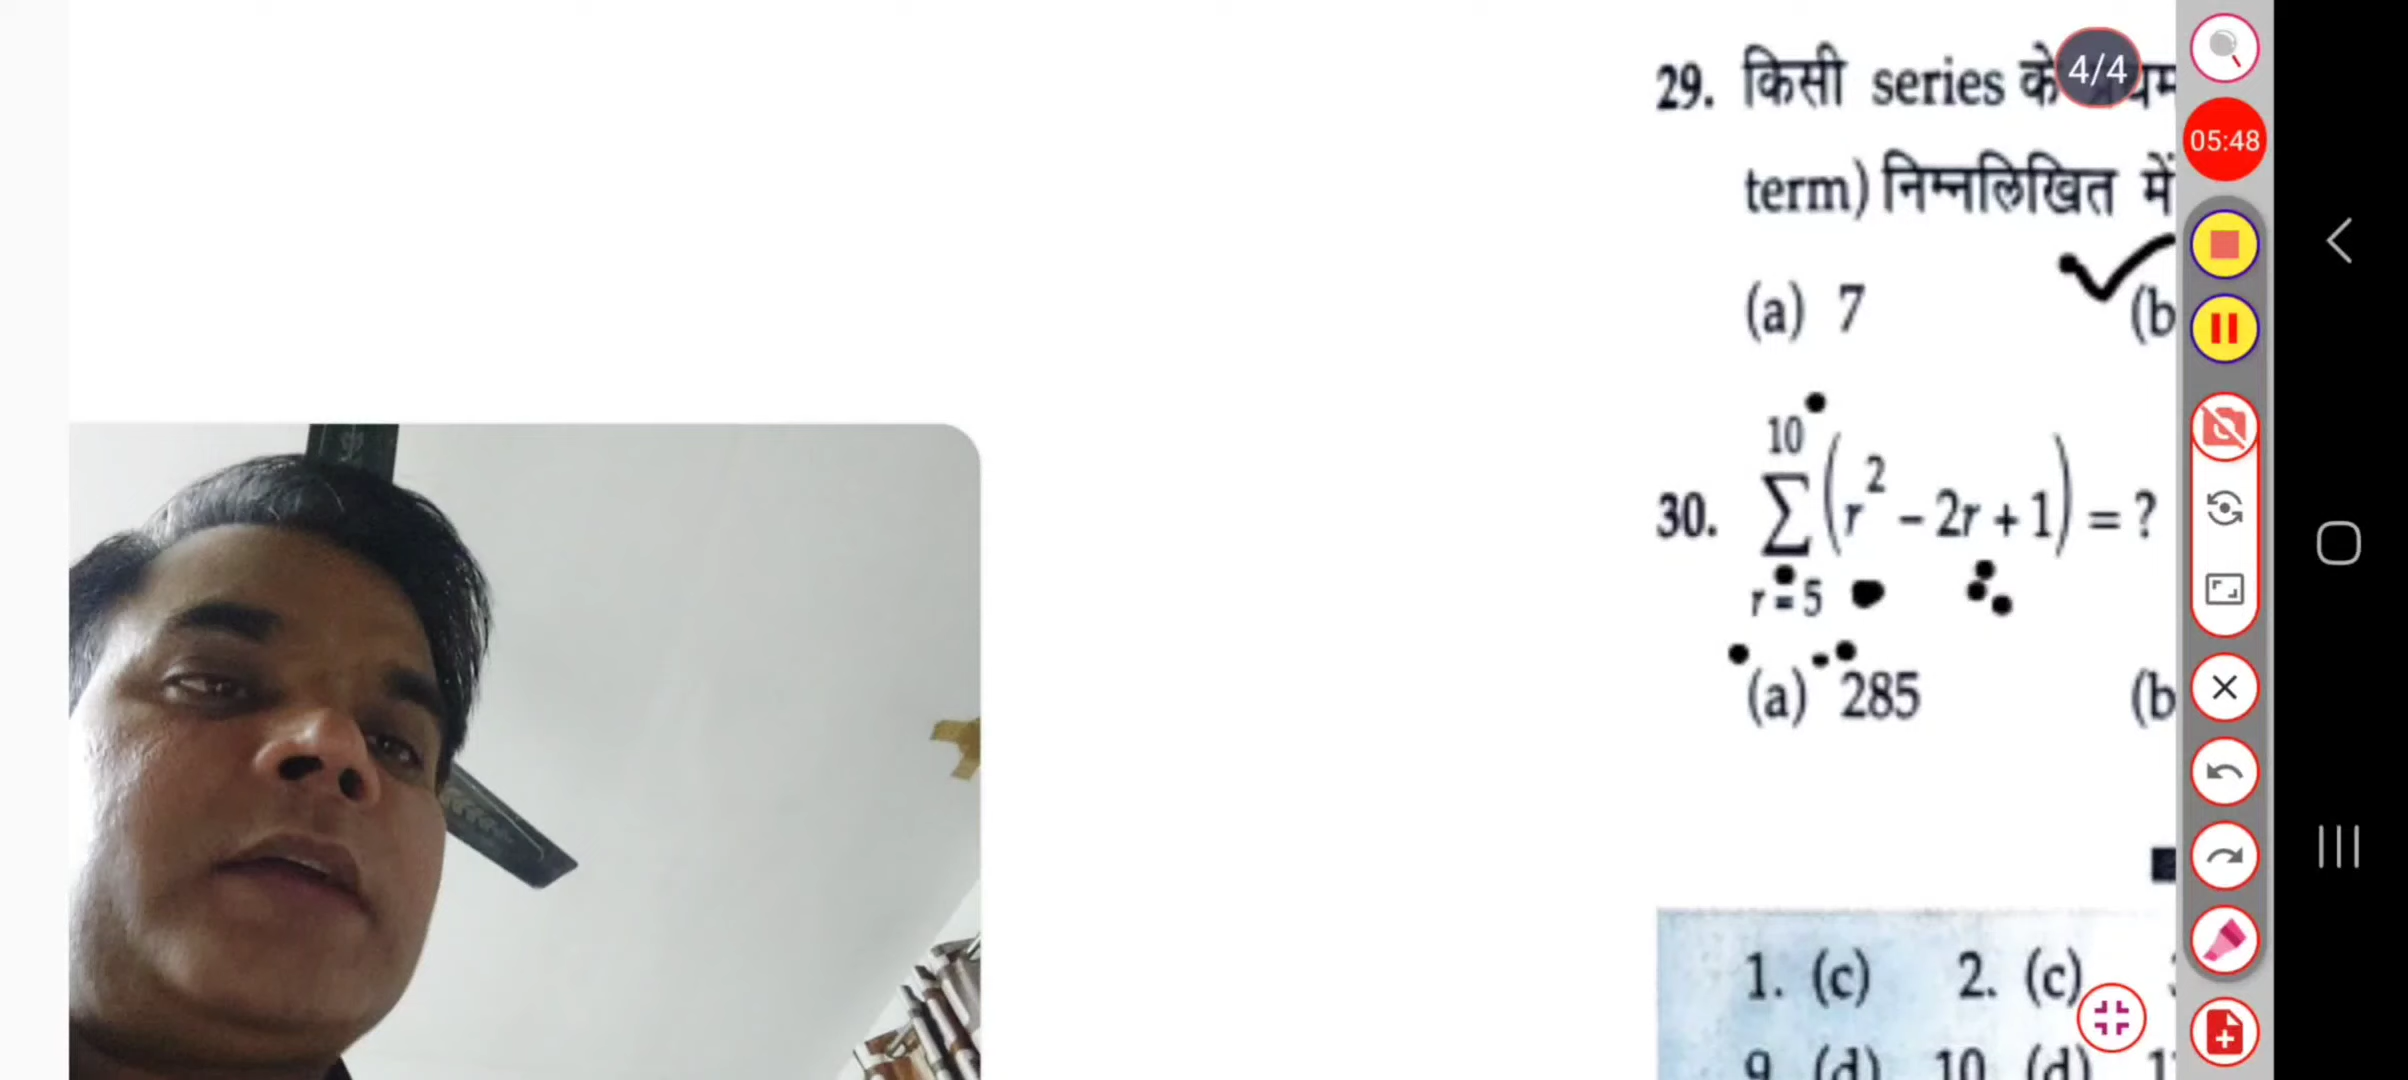 29. किसी series के
4/4
05:48
term) निम्नलिखित में
(a) 7 (b
30. 10 ∑ r = 5 (r² − 2r + 1) = ?
(a) 285 (b
1. (c) 2. (c)
9 (d) 10 (d) 1